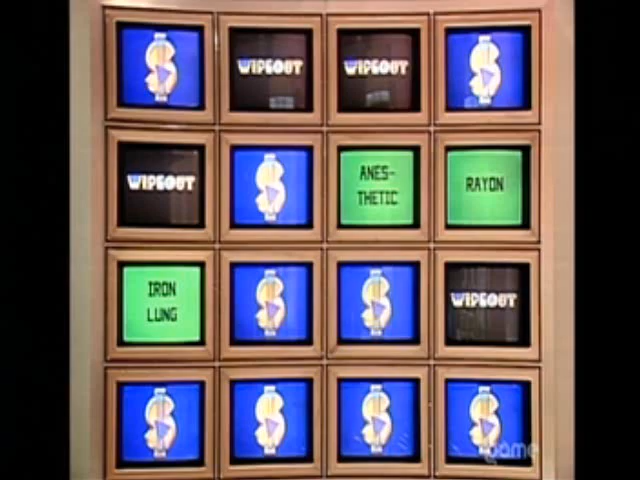 WIPEOUT WIPEOUT
WIPEOUT
ANES-
THETIC
RAYON
IRON
LUNG
WIPEOUT
game